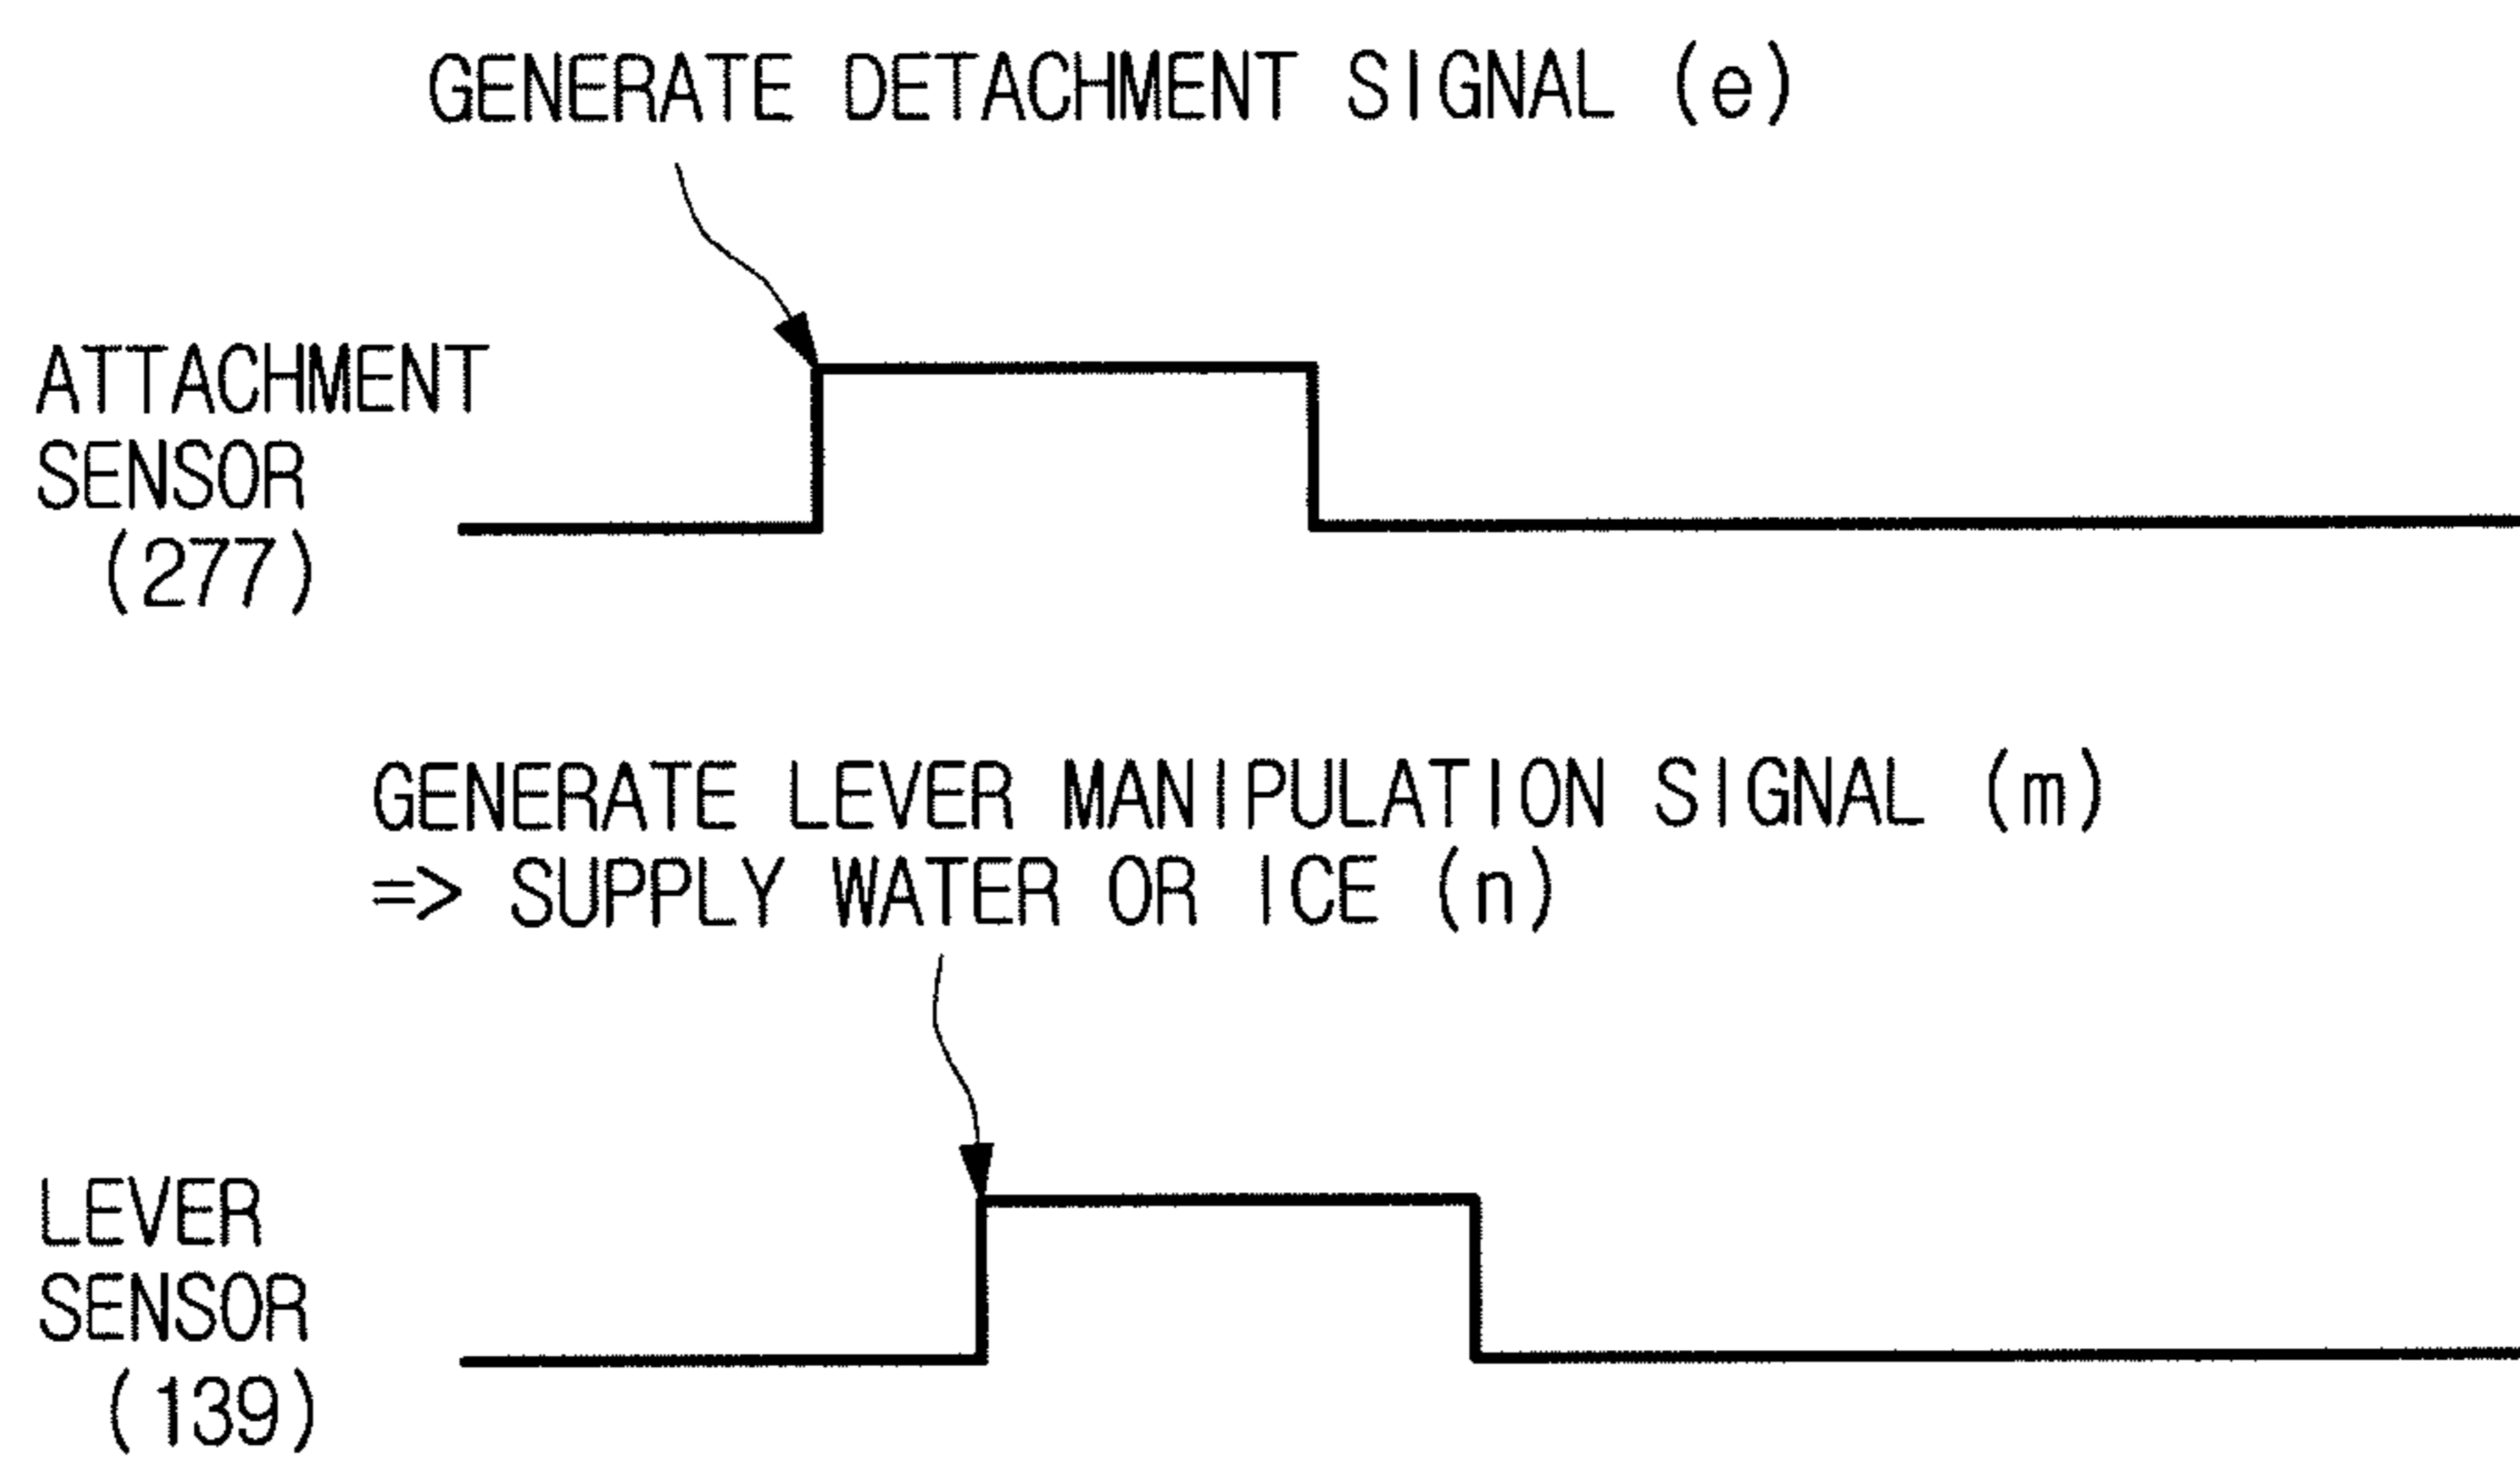 GENERATE DETACHMENT SIGNAL (e)
ATTACHMENT
SENSOR
(277)
GENERATE LEVER MANIPULATION SIGNAL (m)
=> SUPPLY WATER OR ICE (n)
LEVER
SENSOR
(139)